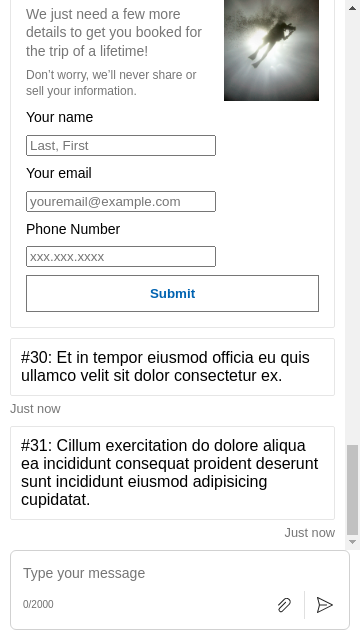 We just need a few more
details to get you booked for
the trip of a lifetime!
Don’t worry, we’ll never share or
sell your information.
Your name
Last, First
Your email
youremail@example.com
Phone Number
xxx.xxx.xxxx
Submit
#30: Et in tempor eiusmod officia eu quis
ullamco velit sit dolor consectetur ex.
Just now
#31: Cillum exercitation do dolore aliqua
ea incididunt consequat proident deserunt
sunt incididunt eiusmod adipisicing
cupidatat.
Just now
Type your message
0/2000